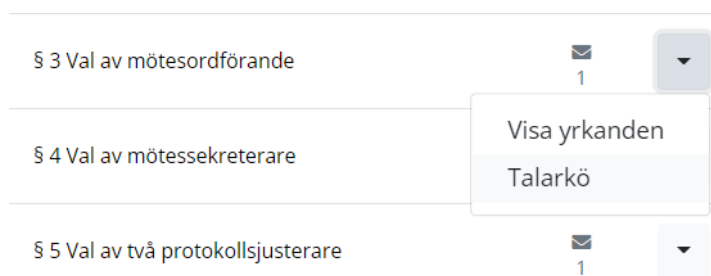 § 3 Val av mötesordförande
1
Visa yrkanden
§ 4 Val av mötessekreterare
Talarkö
§ 5 Val av två protokollsjusterare
1